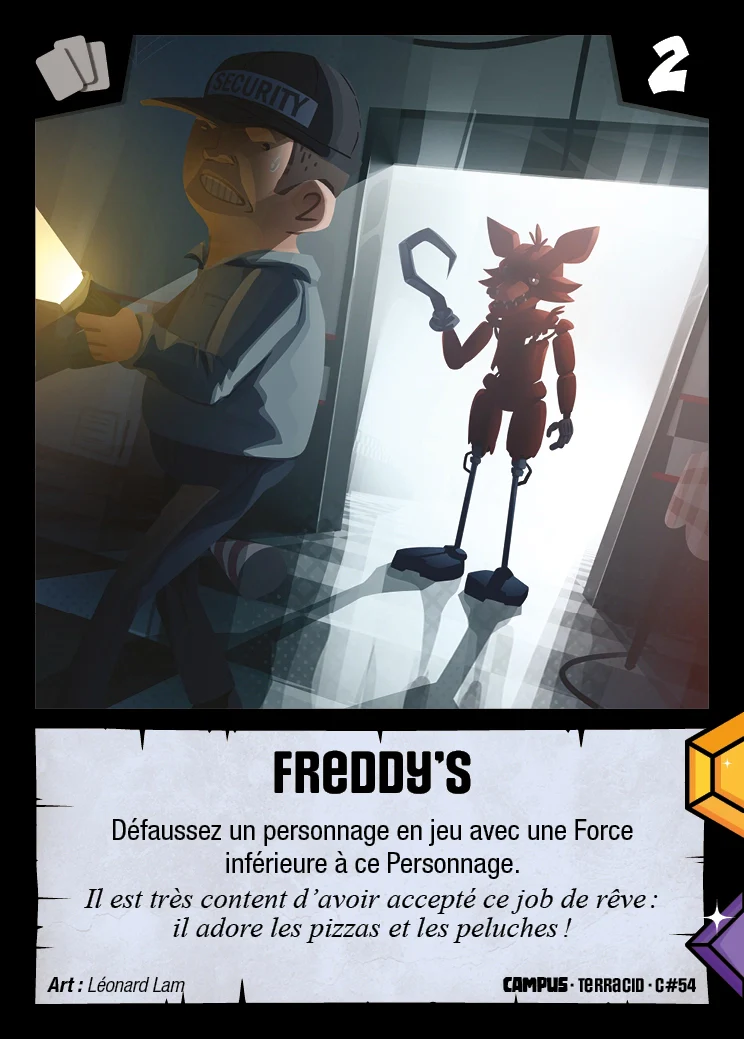 2
SECURITY
2
FREDDY'S
Défaussez un personnage en jeu avec une Force
inférieure à ce Personnage.
Il est très content d'avoir accepté ce job de rêve :
il adore les pizzas et les peluches !
Art : Léonard Lam
CAMPUS · TERRACID · C#54